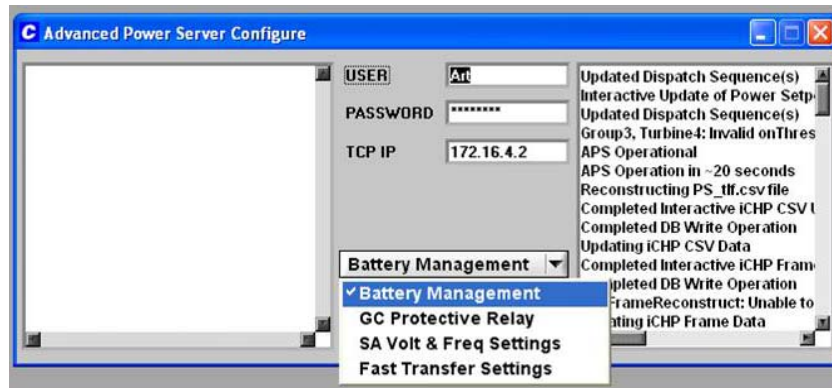 C Advanced Power Server Configure
USER
Art
PASSWORD
********
TCP IP
172.16.4.2
Battery Management
✓Battery Management
GC Protective Relay
SA Volt & Freq Settings
Fast Transfer Settings
Updated Dispatch Sequence(s)
Interactive Update of Power Setp
Updated Dispatch Sequence(s)
Group3, Turbine4: Invalid onThres
APS Operational
APS Operation in ~20 seconds
Reconstructing PS_tlf.csv file
Completed Interactive iCHP CSV U
Completed DB Write Operation
Updating iCHP CSV Data
Completed Interactive iCHP Fram
pleted DB Write Operation
FrameReconstruct: Unable to
ating iCHP Frame Data